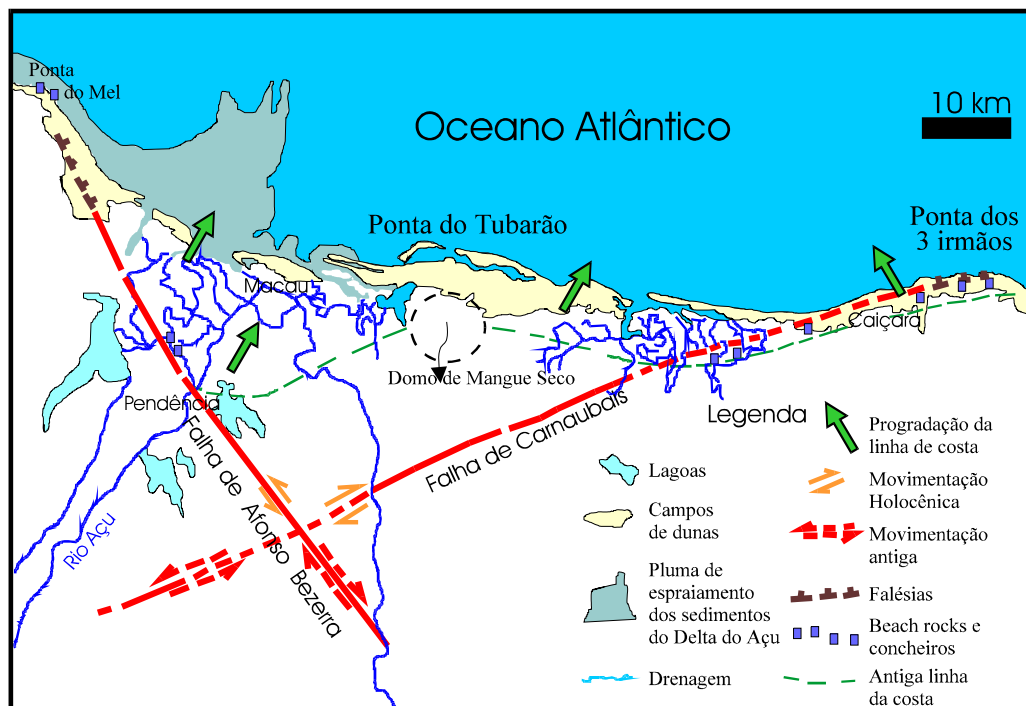 Ponta
do Mel
10 km
Oceano Atlântico
Ponta do Tubarão
Ponta dos
3 irmãos
Macau
Caiçara
Domo de Mangue Seco
Pendência
Falha de Carnaubais
Falha de Afonso Bezerra
Rio Açu
Legenda
Lagoas
Campos
de dunas
Pluma de
espraiamento
dos sedimentos
do Delta do Açu
Drenagem
Progradação da
linha de costa
Movimentação
Holocênica
Movimentação
antiga
Falésias
Beach rocks e
concheiros
Antiga linha
da costa